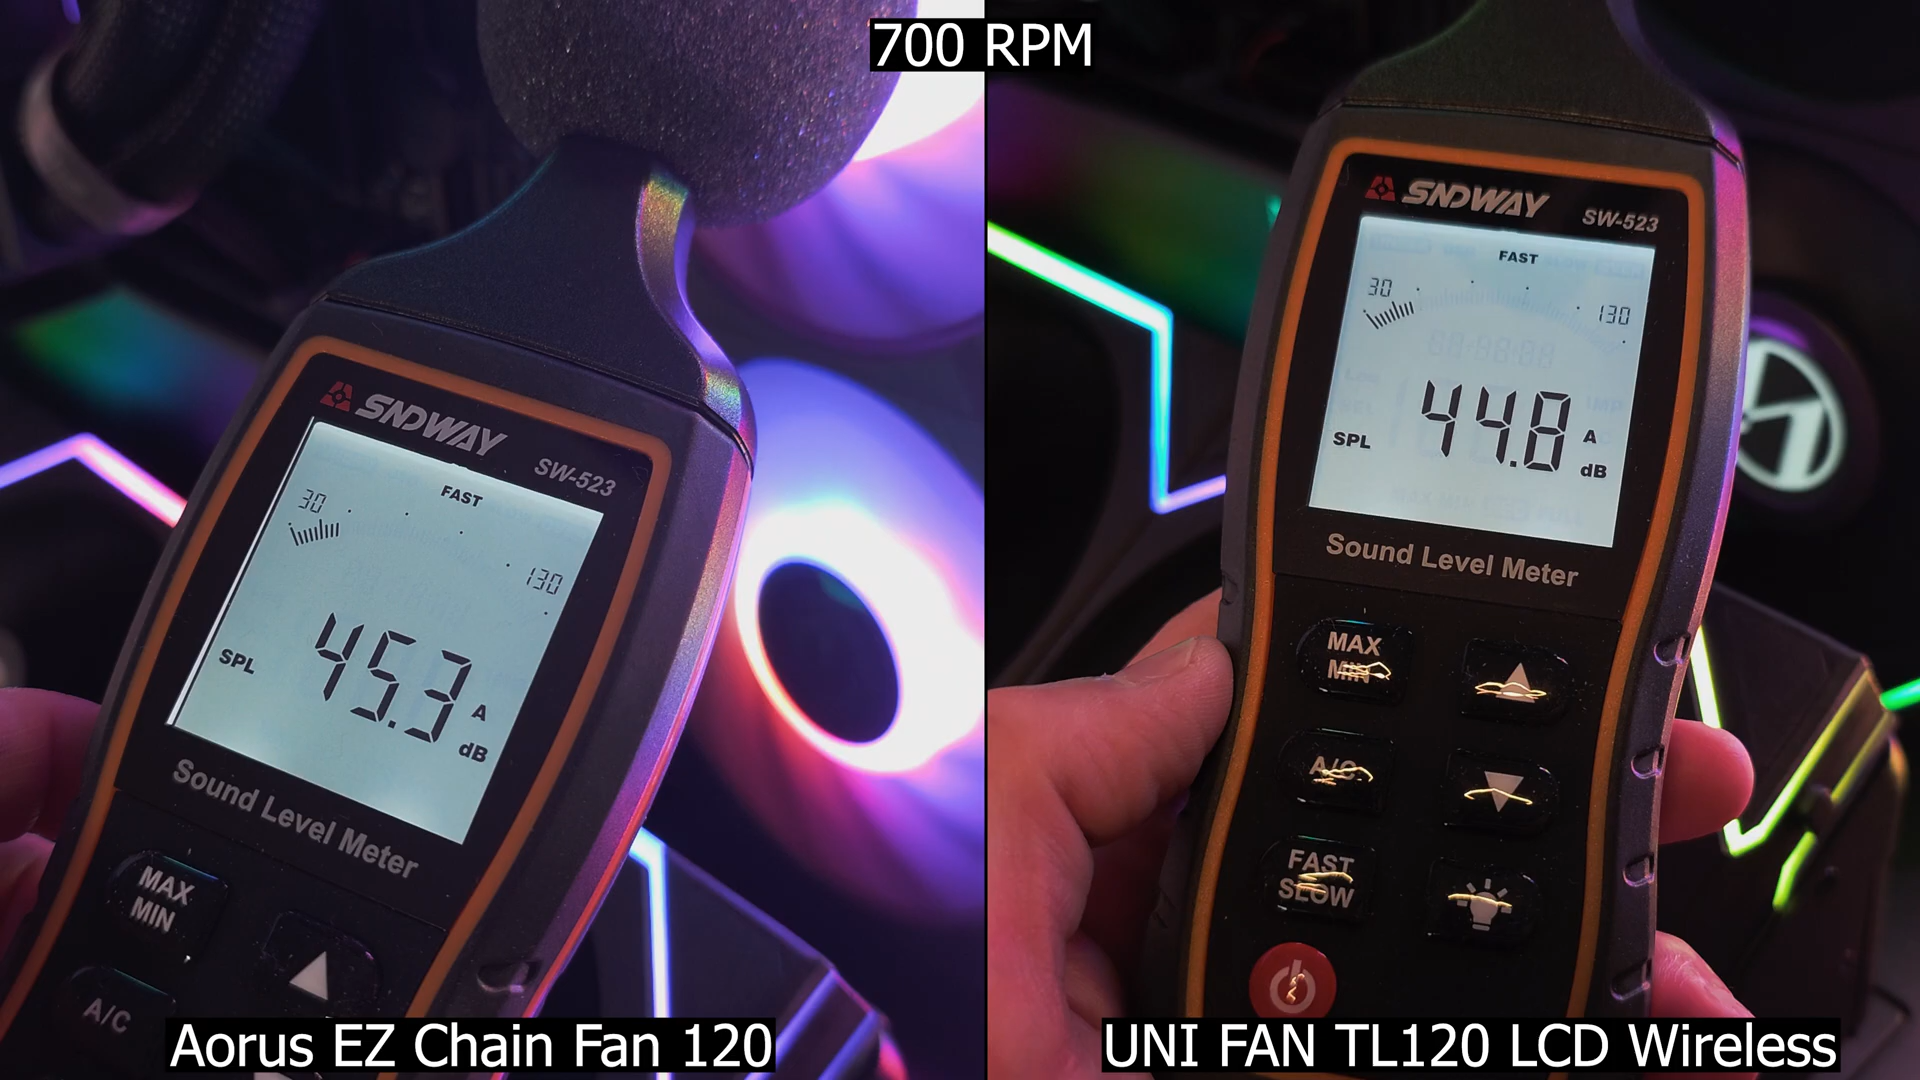 700 RPM
SNDWAY
SW-523
FAST
30
130
45.3
SPL
A
dB
Sound Level Meter
MAX
MIN
A/C
Aorus EZ Chain Fan 120
SNDWAY
SW-523
FAST
30
130
44.8
SPL
A
dB
Sound Level Meter
MAX
MIN
A/C
FAST
SLOW
UNI FAN TL120 LCD Wireless